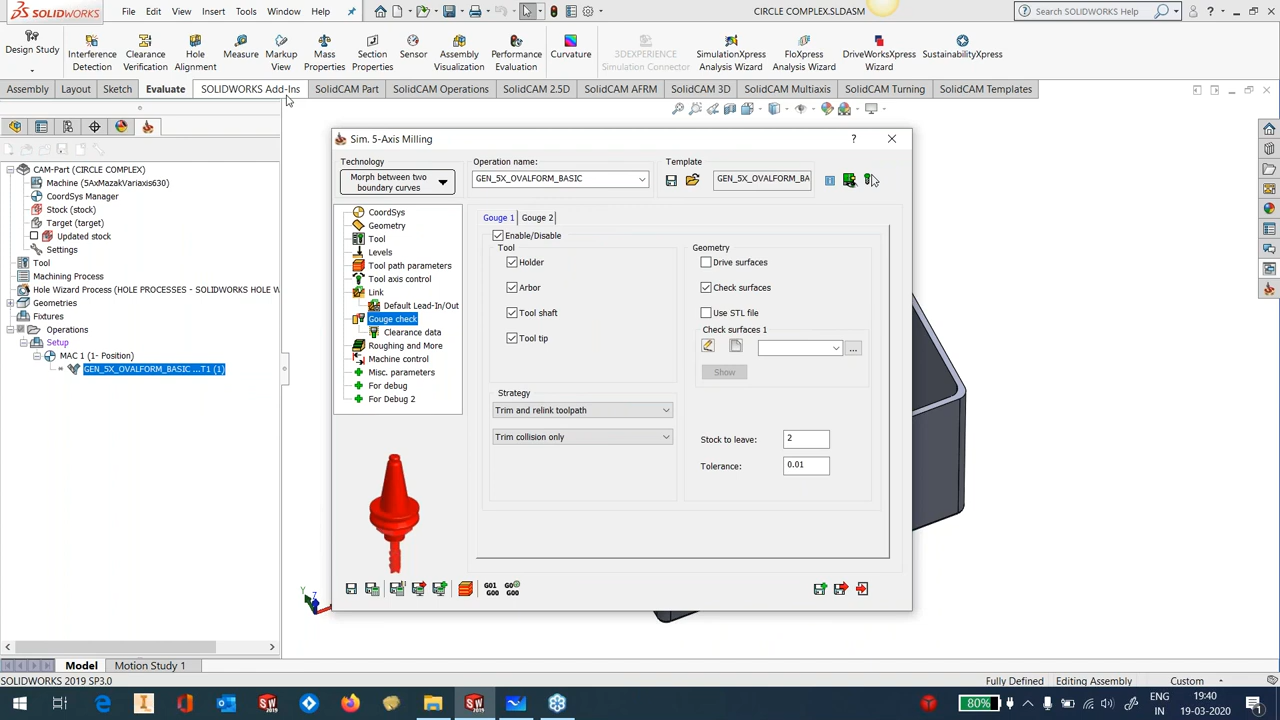 SOLIDWORKS
File Edit View Insert Tools Window Help
CIRCLE COMPLEX.SLDASM
Search SOLIDWORKS Help
Design Study
Interference Detection
Clearance Verification
Hole Alignment
Measure
Markup View
Mass Properties
Section Properties
Sensor
Assembly Visualization
Performance Evaluation
Curvature
3DEXPERIENCE Simulation Connector
SimulationXpress Analysis Wizard
FloXpress Analysis Wizard
DriveWorksXpress Wizard
SustainabilityXpress
Assembly Layout Sketch Evaluate SOLIDWORKS Add-Ins SolidCAM Part SolidCAM Operations SolidCAM 2.5D SolidCAM AFRM SolidCAM 3D SolidCAM Multiaxis SolidCAM Turning SolidCAM Templates
CAM-Part (CIRCLE COMPLEX)
Machine (5AxMazakVariaxis630)
CoordSys Manager
Stock (stock)
Target (target)
Updated stock
Settings
Tool
Machining Process
Hole Wizard Process (HOLE PROCESSES - SOLIDWORKS HOLE W
Geometries
Fixtures
Operations
Setup
MAC 1 (1- Position)
GEN_5X_OVALFORM_BASIC ...T1 (1)
Sim. 5-Axis Milling
?
Technology
Morph between two
boundary curves
Operation name:
GEN_5X_OVALFORM_BASIC
Template
GEN_5X_OVALFORM_BA
CoordSys
Geometry
Tool
Levels
Tool path parameters
Tool axis control
Link
Default Lead-In/Out
Gouge check
Clearance data
Roughing and More
Machine control
Misc. parameters
For debug
For Debug 2
Gouge 1 Gouge 2
Enable/Disable
Tool
Holder
Arbor
Tool shaft
Tool tip
Strategy
Trim and relink toolpath
Trim collision only
Geometry
Drive surfaces
Check surfaces
Use STL file
Check surfaces 1
...
Show
Stock to leave: 2
Tolerance: 0.01
G01
G00
G0
G00
Y
Z
Model Motion Study 1
SOLIDWORKS 2019 SP3.0
Fully Defined Editing Assembly Custom
80%
ENG
IN
19:40
19-03-2020
1